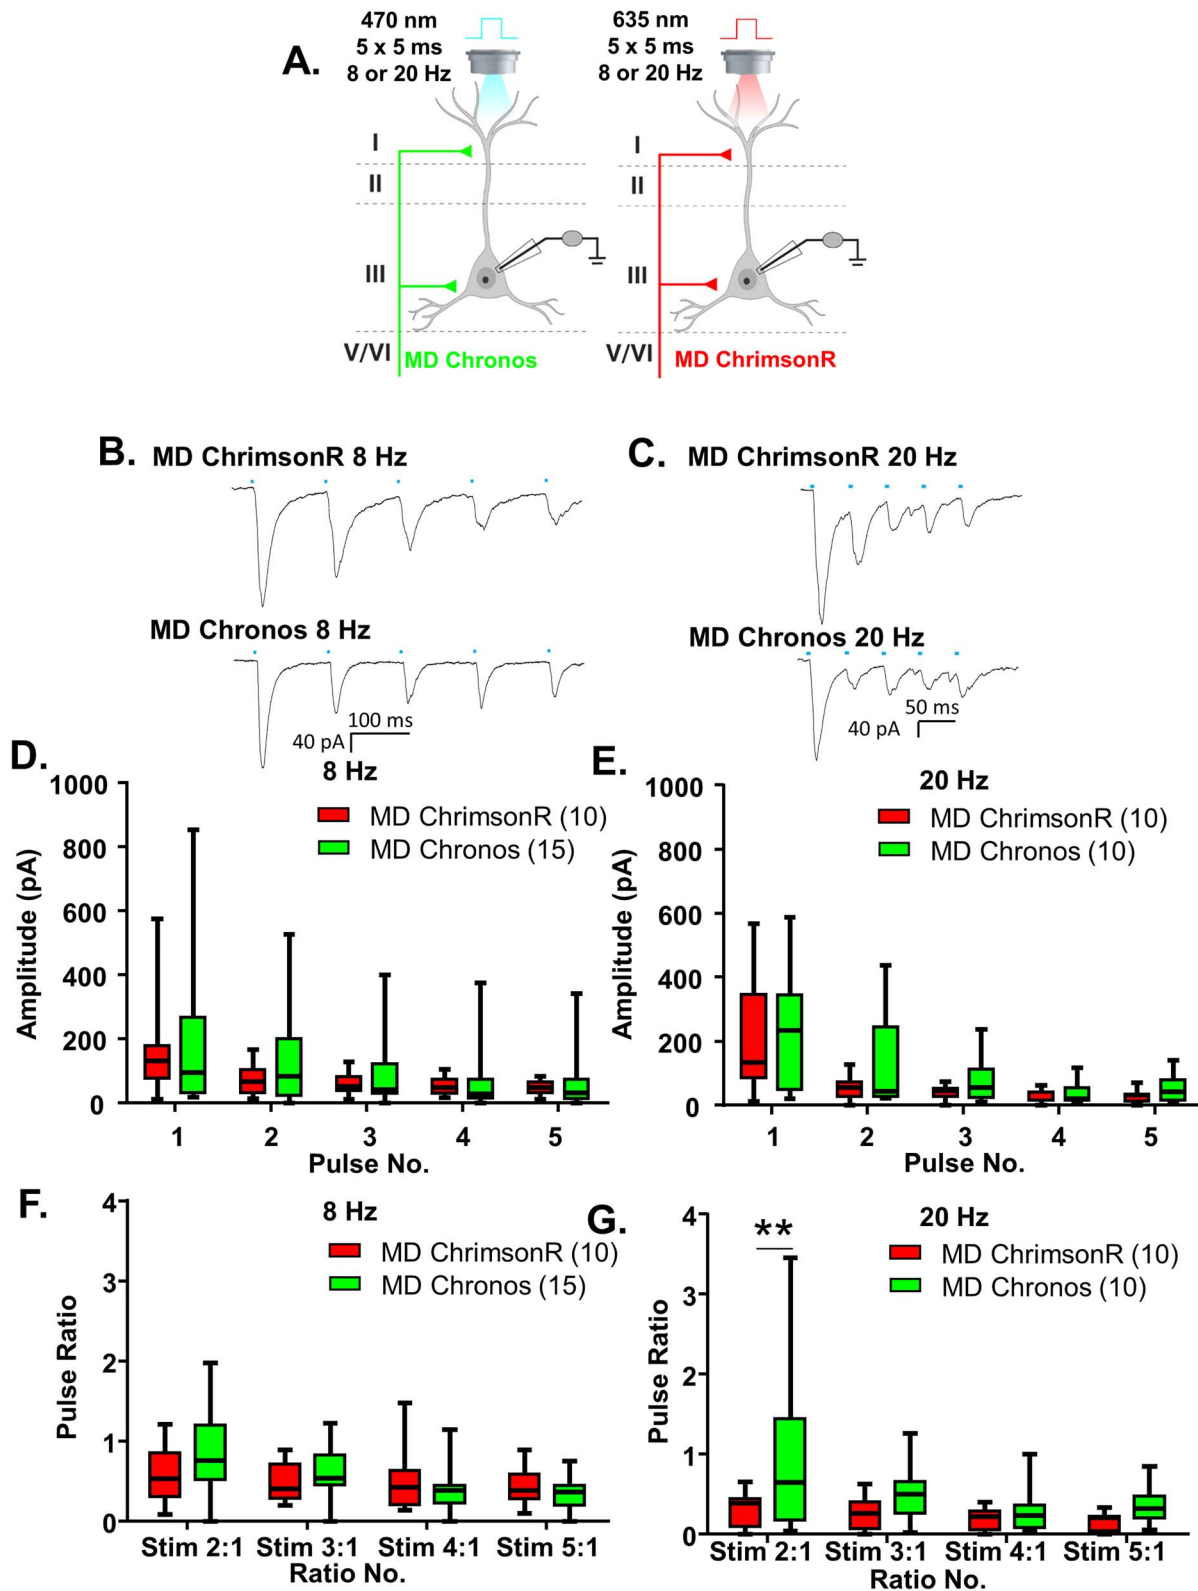 A.
470 nm
5 x 5 ms
8 or 20 Hz
635 nm
5 x 5 ms
8 or 20 Hz
I
II
III
V/VI
MD Chronos
I
II
III
V/VI
MD ChrimsonR
B.
MD ChrimsonR 8 Hz
MD Chronos 8 Hz
100 ms
40 pA
C.
MD ChrimsonR 20 Hz
MD Chronos 20 Hz
50 ms
40 pA
D.
8 Hz
MD ChrimsonR (10)
MD Chronos (15)
Amplitude (pA)
1000
800
600
400
200
0
1 2 3 4 5
Pulse No.
E.
20 Hz
MD ChrimsonR (10)
MD Chronos (10)
Amplitude (pA)
1000
800
600
400
200
0
1 2 3 4 5
Pulse No.
F.
8 Hz
MD ChrimsonR (10)
MD Chronos (15)
Pulse Ratio
4
3
2
1
0
Stim 2:1 Stim 3:1 Stim 4:1 Stim 5:1
Ratio No.
G.
20 Hz
**
MD ChrimsonR (10)
MD Chronos (10)
Pulse Ratio
4
3
2
1
0
Stim 2:1 Stim 3:1 Stim 4:1 Stim 5:1
Ratio No.